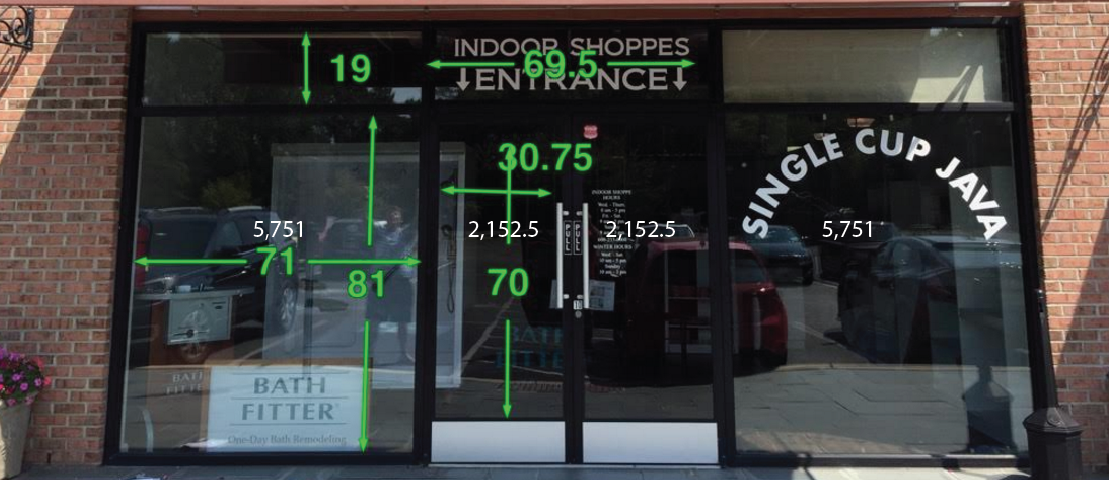 INDOOR SHOPPES
↓ENTRANCE↓
19
69.5
30.75
SINGLE CUP JAVA
INDOOR SHOPPE
HOURS
WINTER HOURS
5,751
2,152.5
2,152.5
5,751
PULL
PULL
71
81
70
BATH
FITTER
BATH
FITTER
BATH
FITTER
One-Day Bath Remodeling